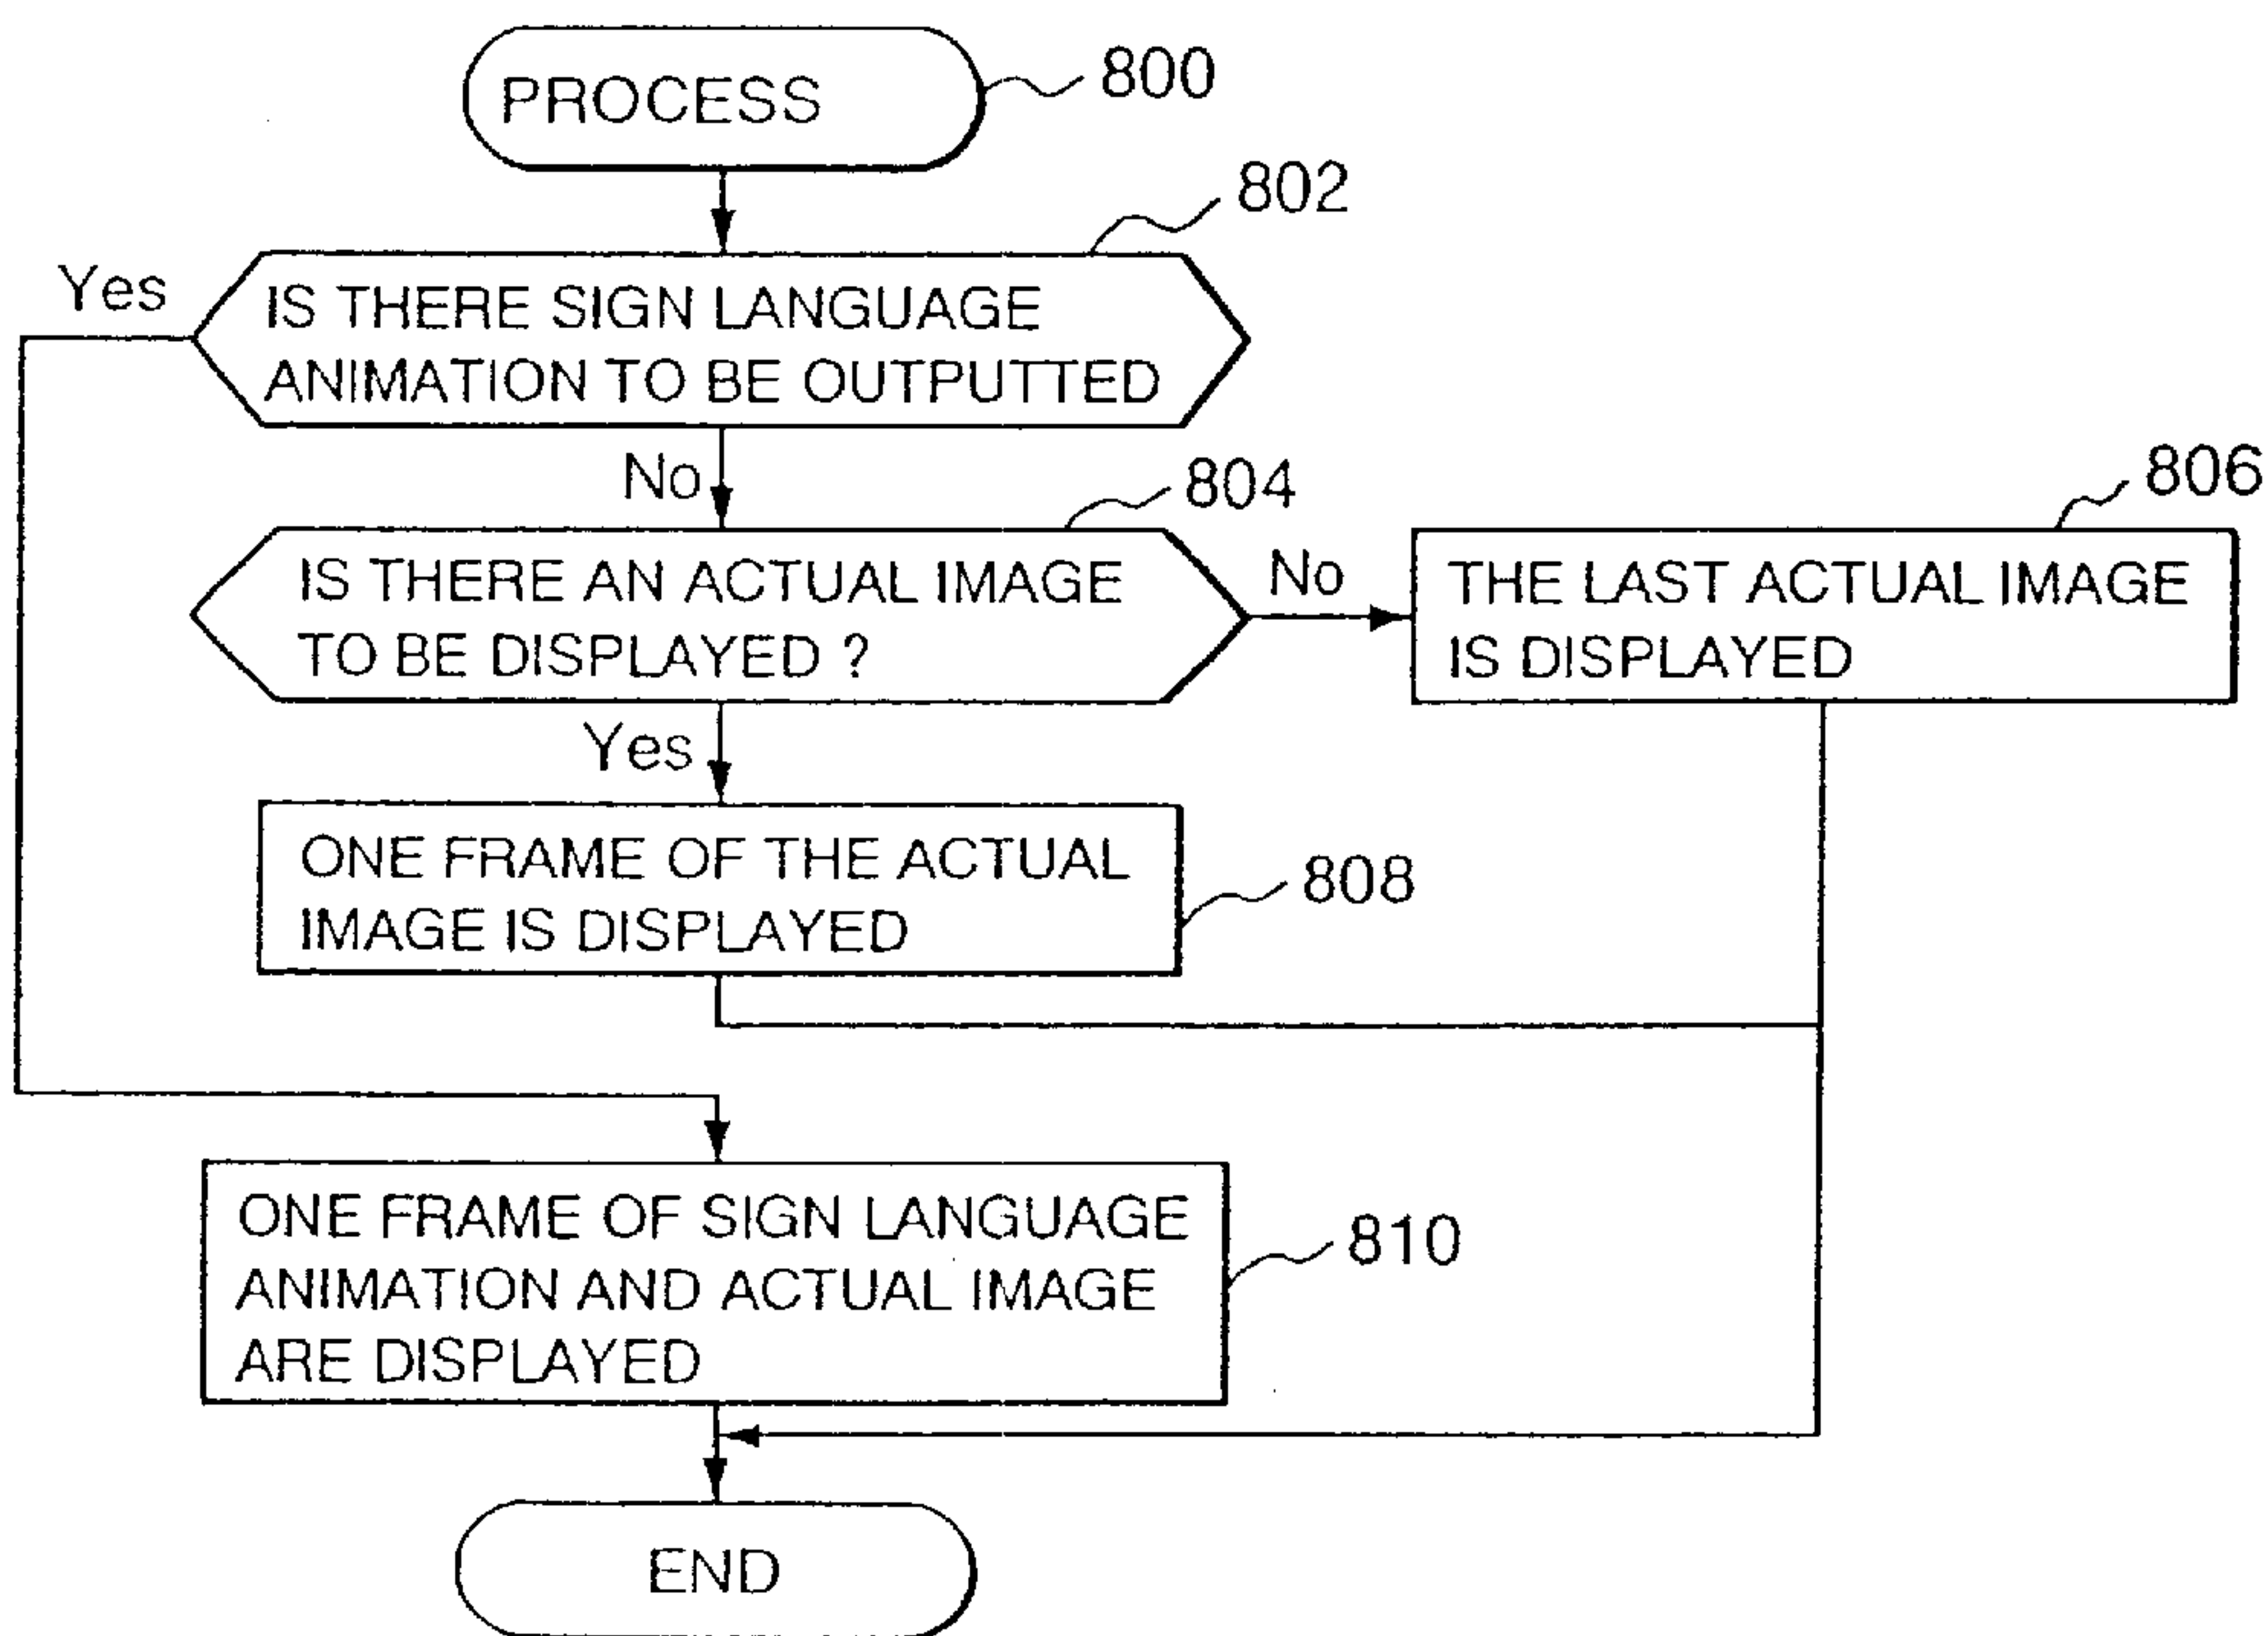 PROCESS
800
802
Yes
IS THERE SIGN LANGUAGE
ANIMATION TO BE OUTPUTTED
No
804
806
IS THERE AN ACTUAL IMAGE
TO BE DISPLAYED ?
No
THE LAST ACTUAL IMAGE
IS DISPLAYED
Yes
ONE FRAME OF THE ACTUAL
IMAGE IS DISPLAYED
808
ONE FRAME OF SIGN LANGUAGE
ANIMATION AND ACTUAL IMAGE
ARE DISPLAYED
810
END